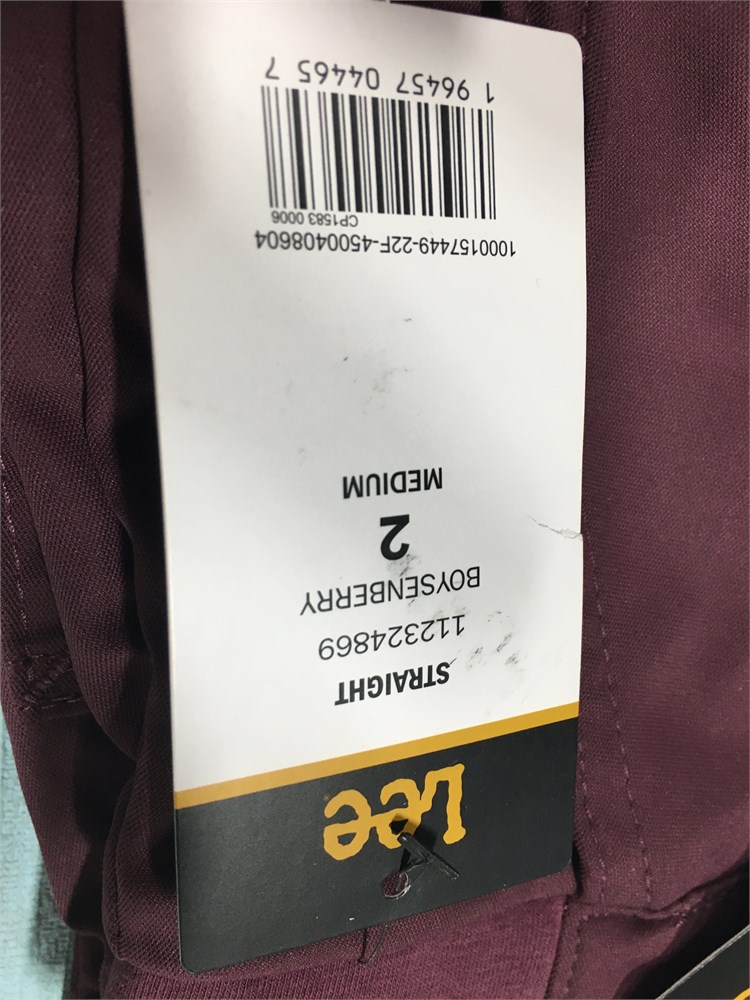 Lee
STRAIGHT
112324869
BOYSENBERRY
2
MEDIUM
1000157449-22F-4500408604
CP1583 0006
1 96457 04465 7